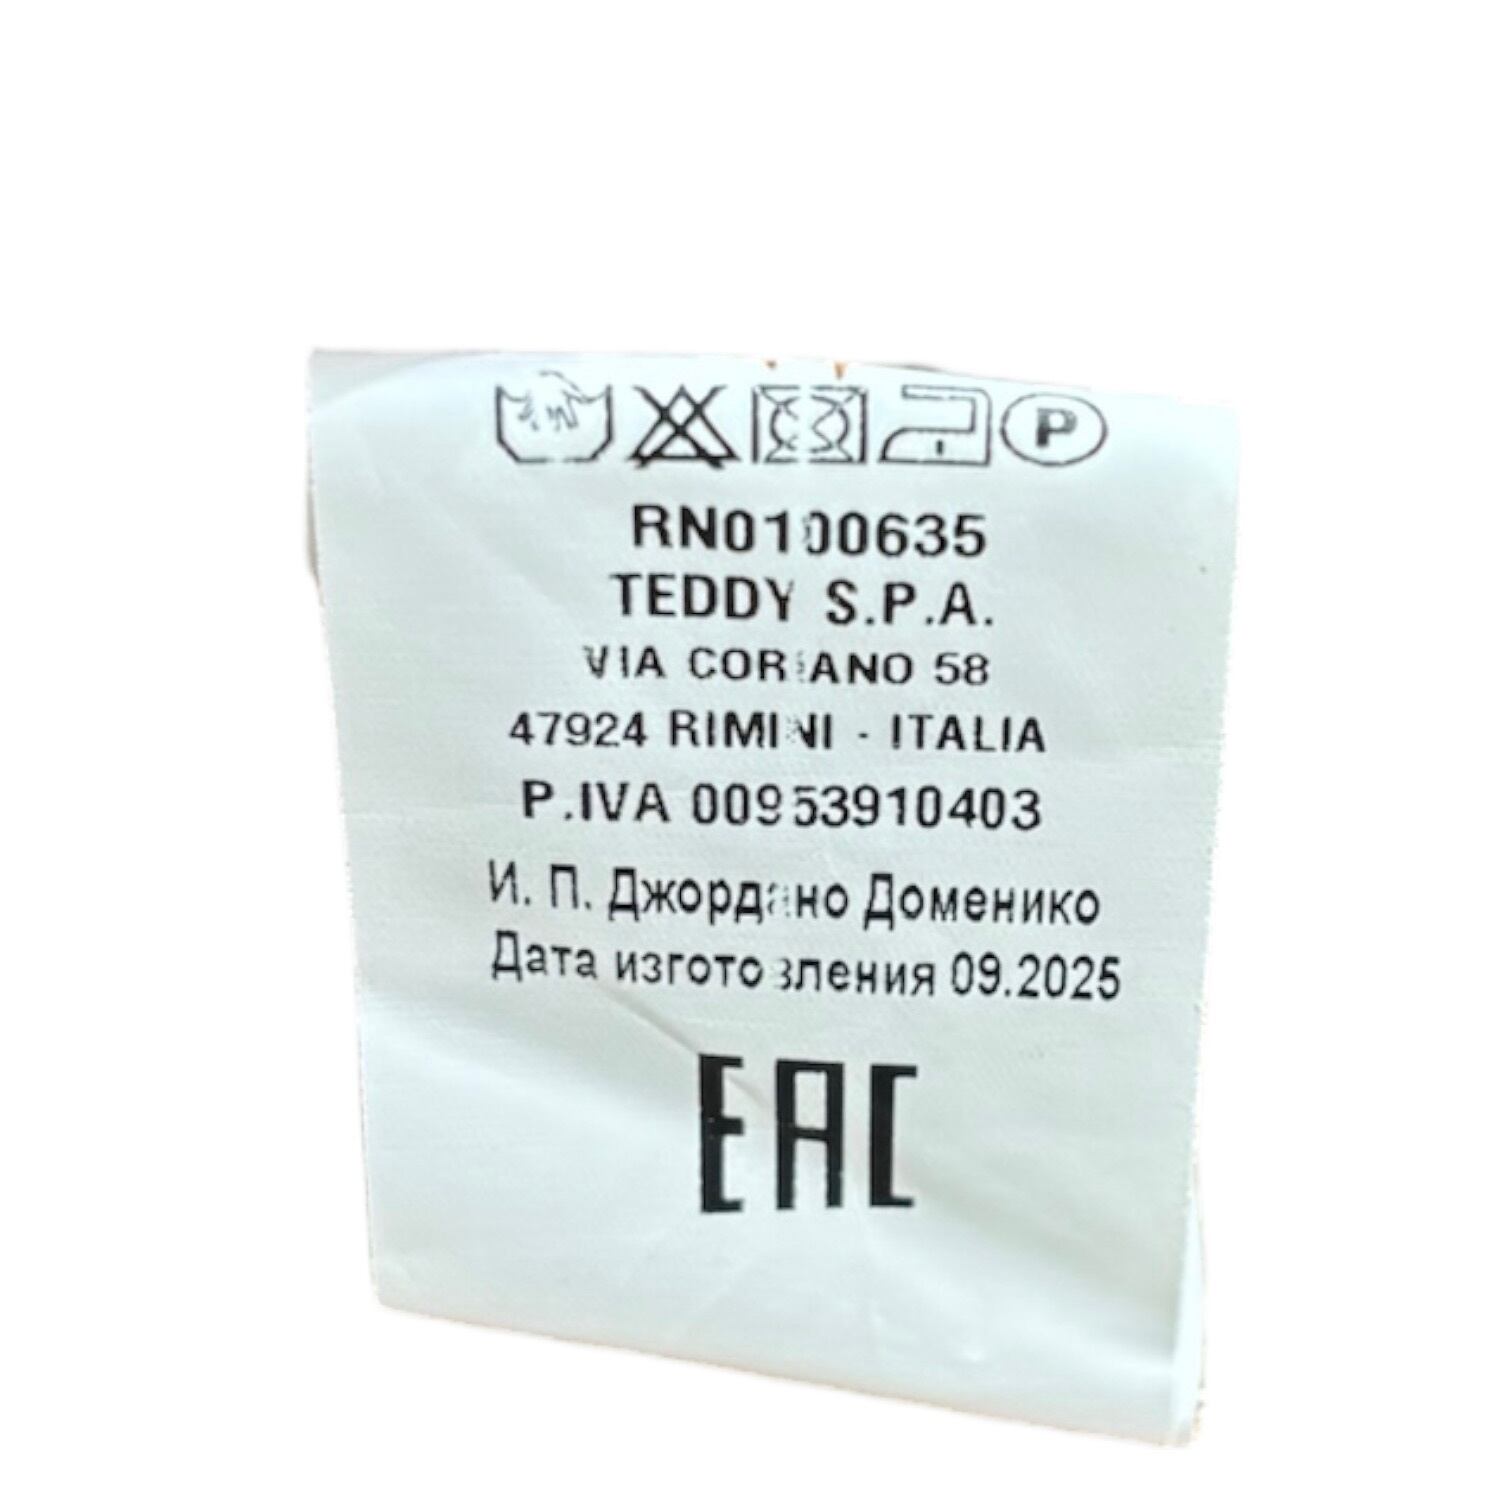 P
RN0100635
TEDDY S.P.A.
VIA CORIANO 58
47924 RIMINI - ITALIA
P.IVA 00953910403
И. П. Джордано Доменико
Дата изготовления 09.2025
EAC